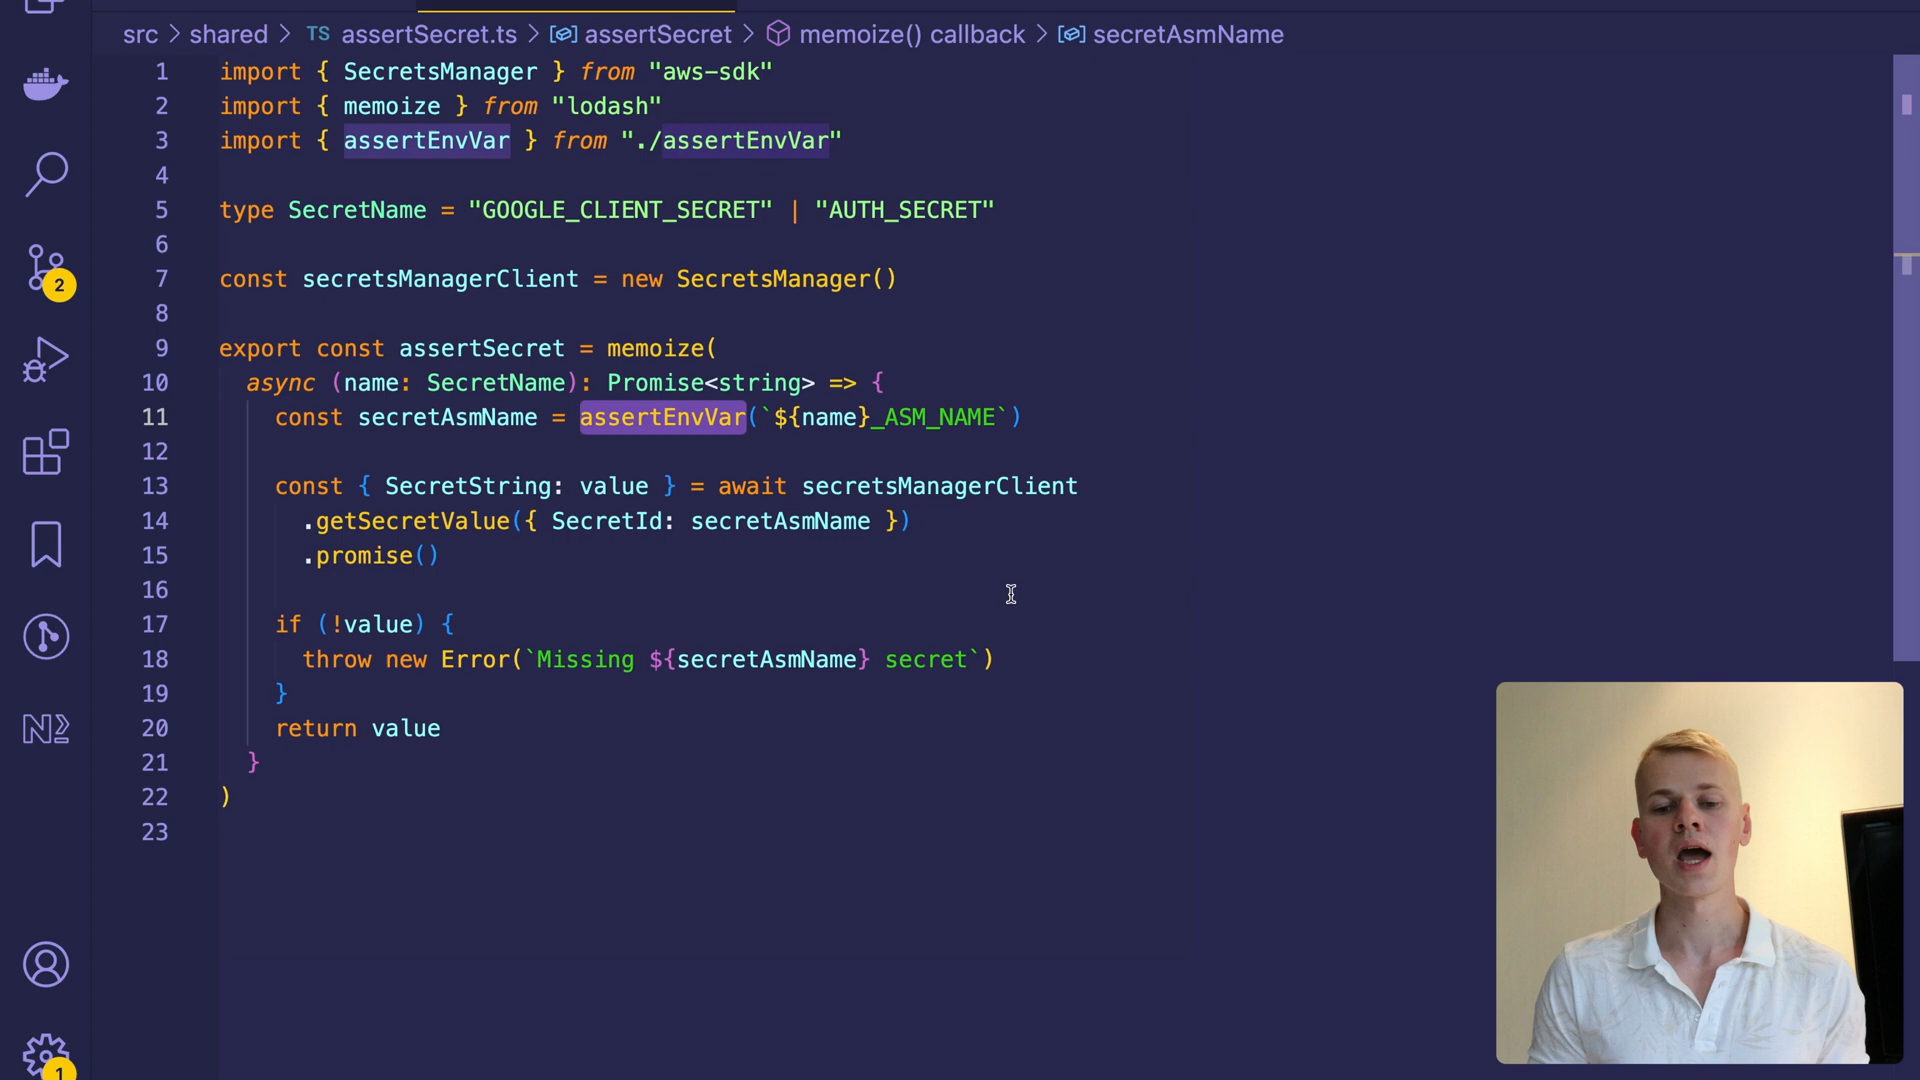 src > shared > TS assertSecret.ts > assertSecret > memoize() callback > secretAsmName
1 import { SecretsManager } from "aws-sdk"
2 import { memoize } from "lodash"
3 import { assertEnvVar } from "./assertEnvVar"
4
5 type SecretName = "GOOGLE_CLIENT_SECRET" | "AUTH_SECRET"
6
7 const secretsManagerClient = new SecretsManager()
8
9 export const assertSecret = memoize(
10 async (name: SecretName): Promise<string> => {
11 const secretAsmName = assertEnvVar(`${name}_ASM_NAME`)
12
13 const { SecretString: value } = await secretsManagerClient
14 .getSecretValue({ SecretId: secretAsmName })
15 .promise()
16
17 if (!value) {
18 throw new Error(`Missing ${secretAsmName} secret`)
19 }
20 return value
21 }
22 )
23
2
1